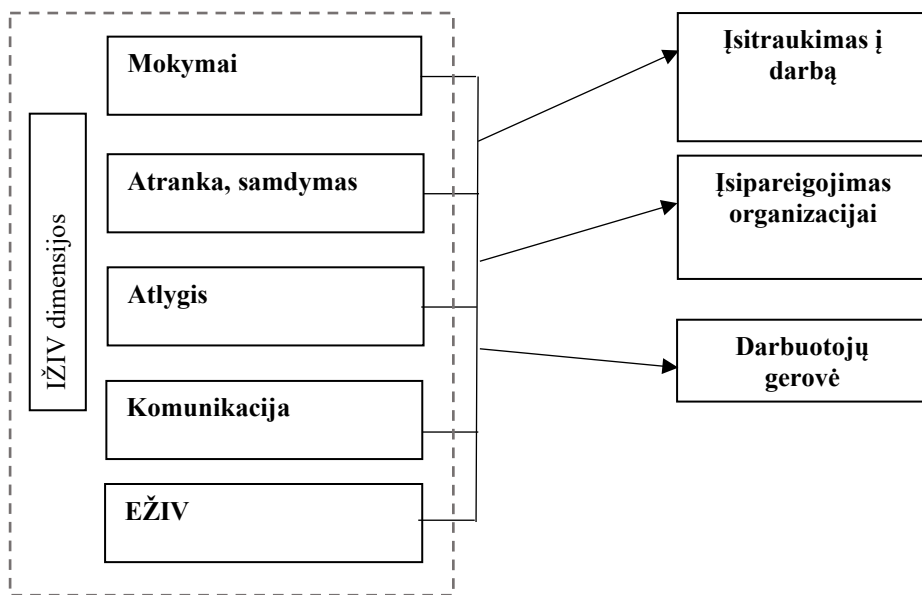 IŽIV dimensijos
Mokymai
Atranka, samdymas
Atlygis
Komunikacija
EŽIV
Įsitraukimas į
darbą
Įsipareigojimas
organizacijai
Darbuotojų
gerovė